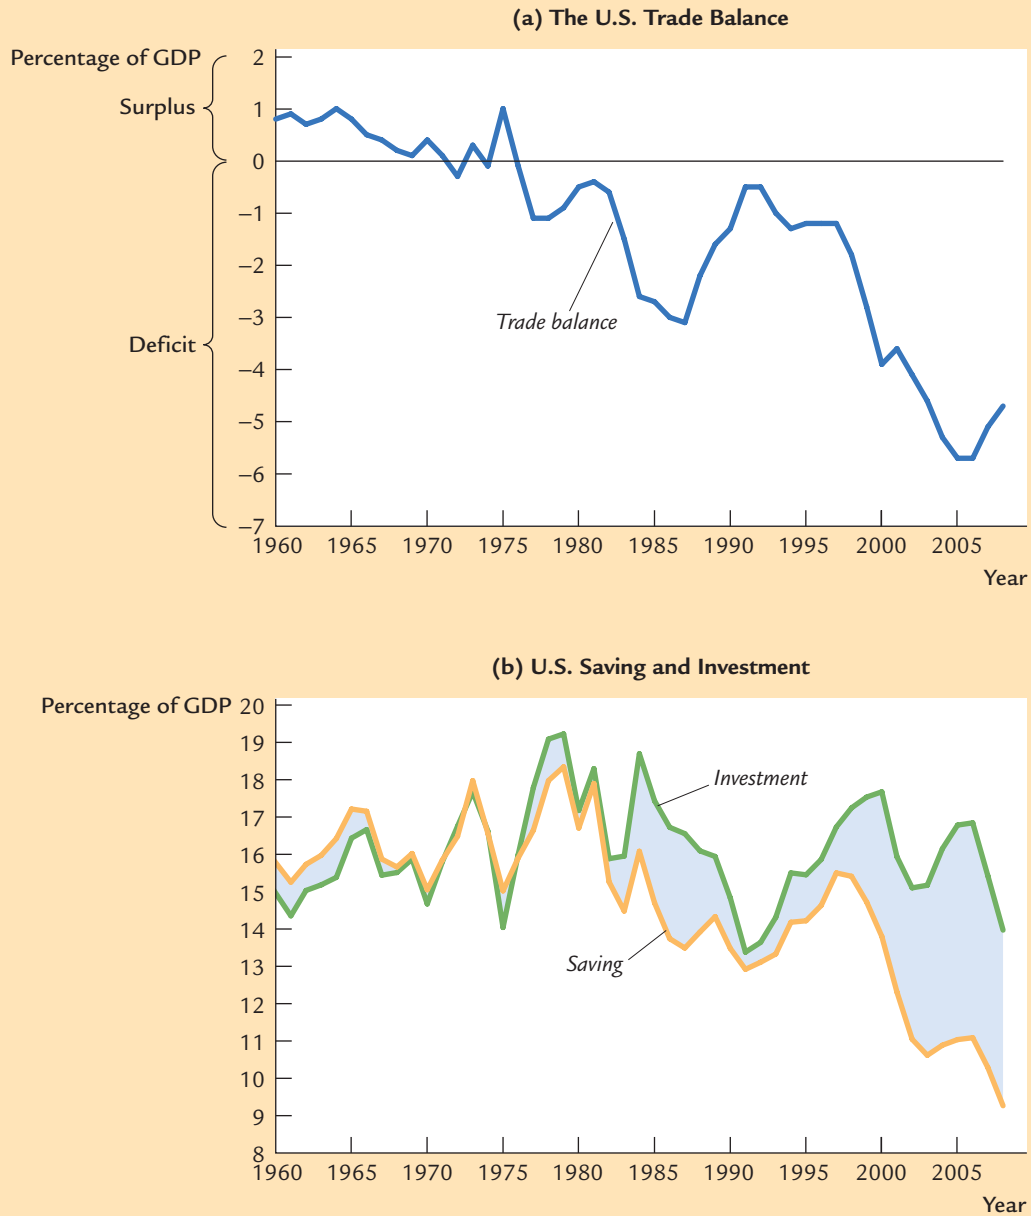 (a) The U.S. Trade Balance
Percentage of GDP
Surplus
Deficit
2
1
0
−1
−2
−3
−4
−5
−6
−7
Trade balance
1960 1965 1970 1975 1980 1985 1990 1995 2000 2005
Year
(b) U.S. Saving and Investment
Percentage of GDP
20
19
18
17
16
15
14
13
12
11
10
9
8
Investment
Saving
1960 1965 1970 1975 1980 1985 1990 1995 2000 2005
Year